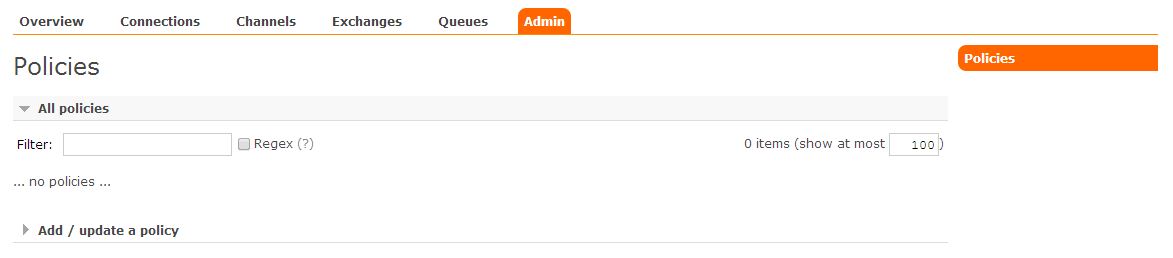 Overview Connections Channels Exchanges Queues Admin
Policies
Policies
All policies
Filter: Regex (?) 0 items (show at most 100 )
... no policies ...
Add / update a policy